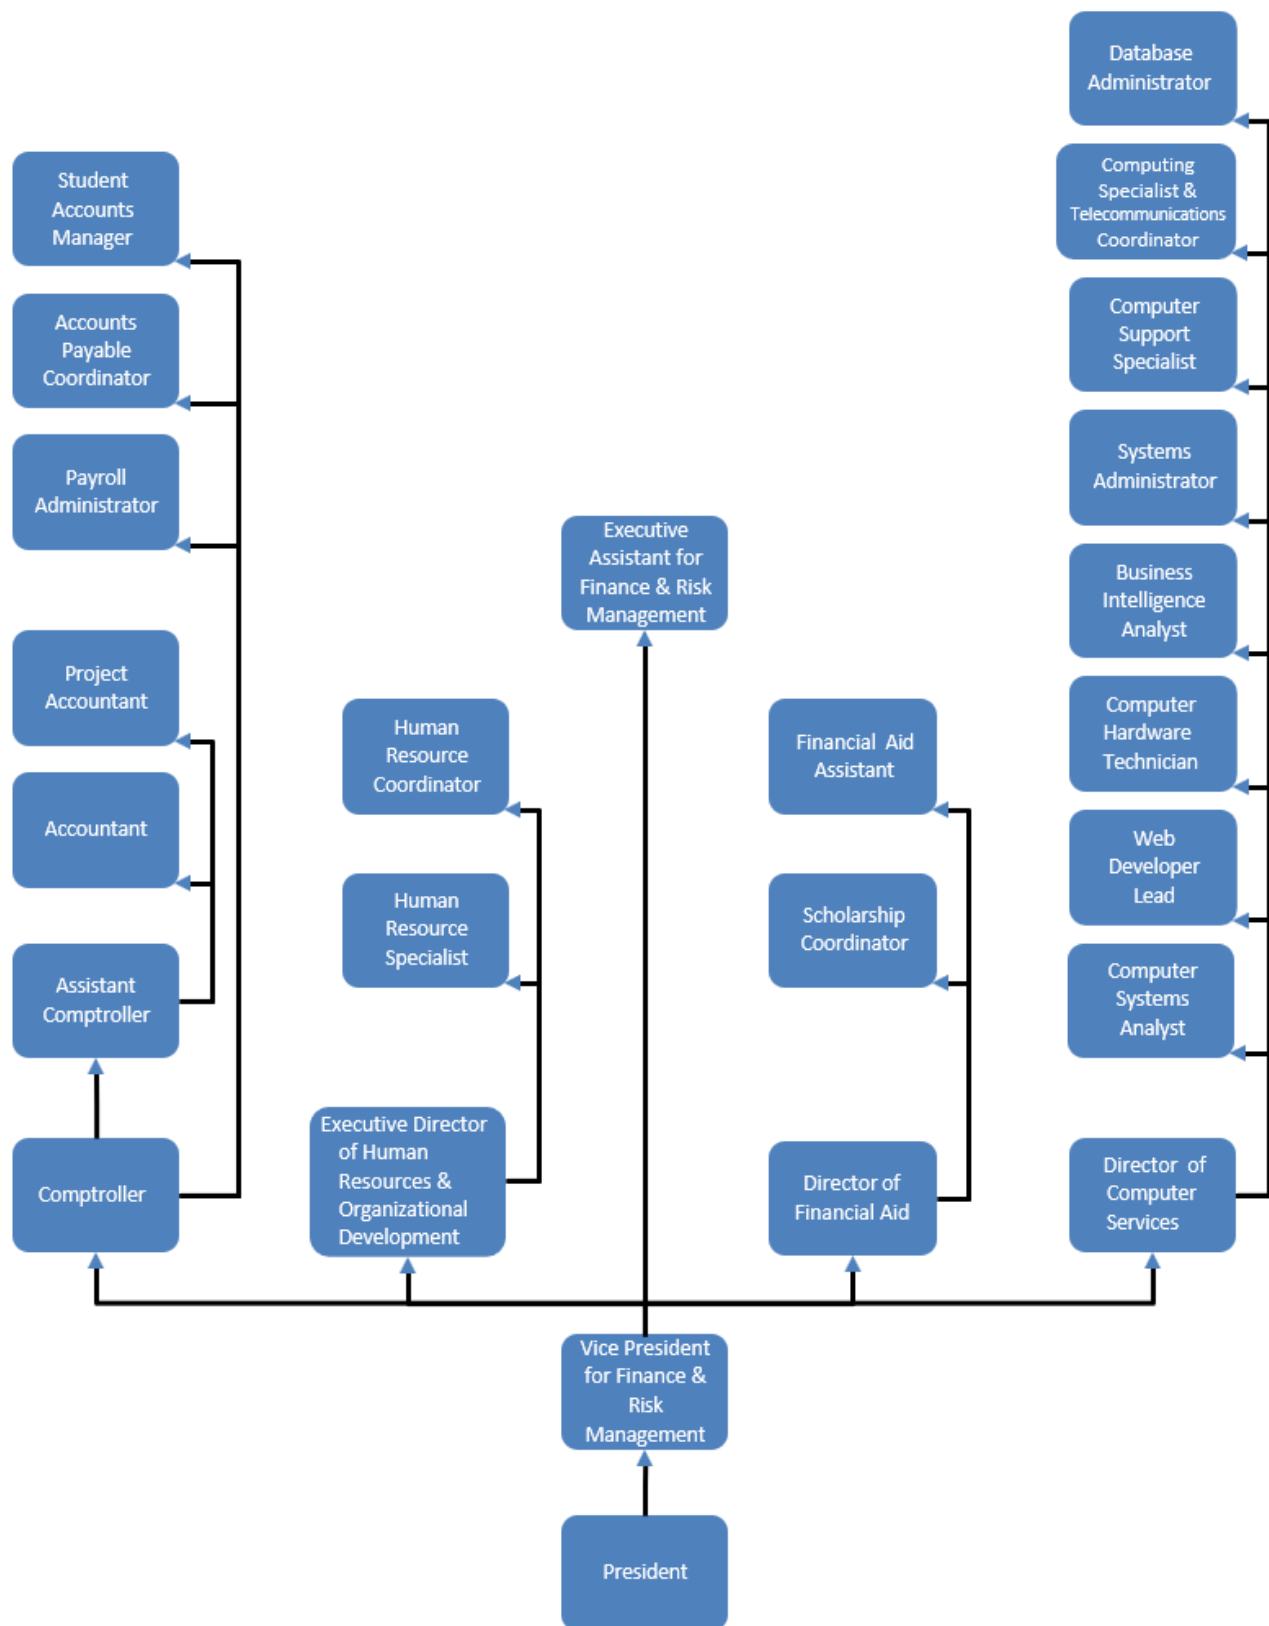 Database
Administrator
Computing
Specialist &
Telecommunications
Coordinator
Student
Accounts
Manager
Computer
Support
Specialist
Accounts
Payable
Coordinator
Systems
Administrator
Payroll
Administrator
Executive
Assistant for
Finance & Risk
Management
Business
Intelligence
Analyst
Project
Accountant
Human
Resource
Coordinator
Financial Aid
Assistant
Computer
Hardware
Technician
Accountant
Web
Developer
Lead
Human
Resource
Specialist
Scholarship
Coordinator
Assistant
Comptroller
Computer
Systems
Analyst
Comptroller
Executive Director
of Human
Resources &
Organizational
Development
Director of
Financial Aid
Director of
Computer
Services
Vice President
for Finance &
Risk
Management
President